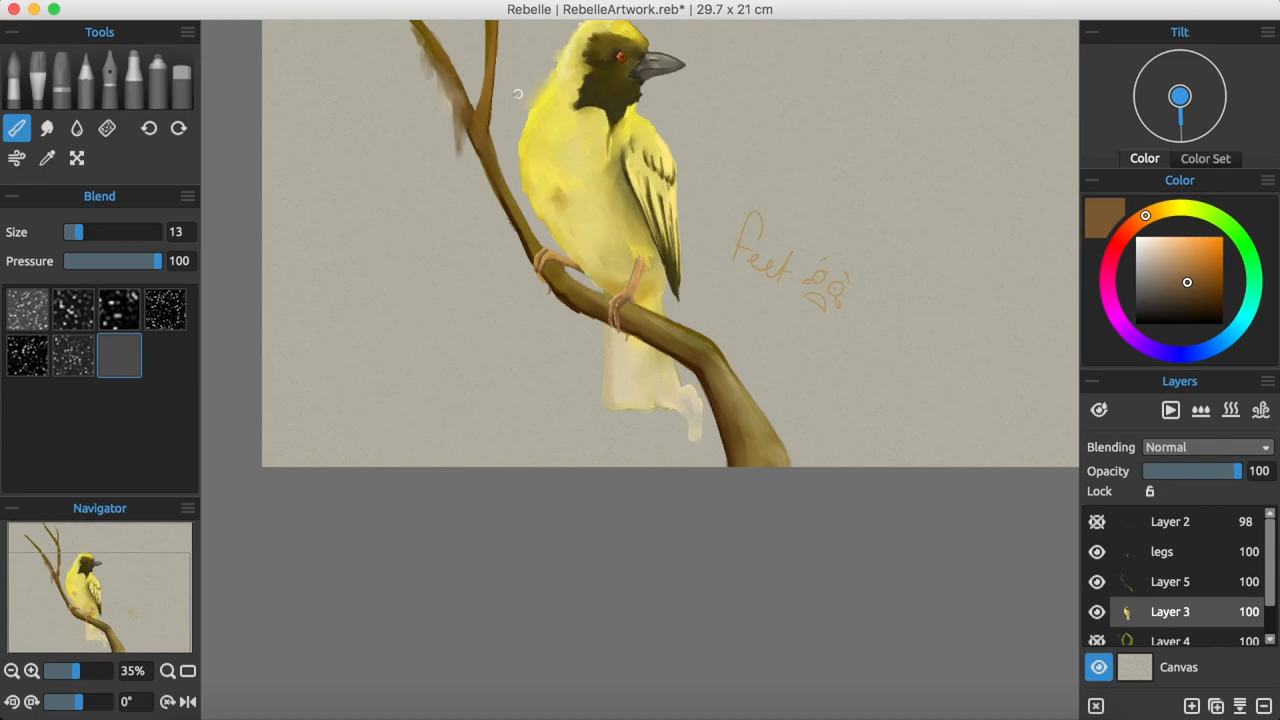 Rebelle | RebelleArtwork.reb* | 29.7 x 21 cm
Tools
Blend
Size 13
Pressure 100
Navigator
35%
0°
feet
Tilt
Color Color Set
Color
Layers
Blending Normal
Opacity 100
Lock
Layer 2 98
legs 100
Layer 5 100
Layer 3 100
Layer 4 100
Canvas